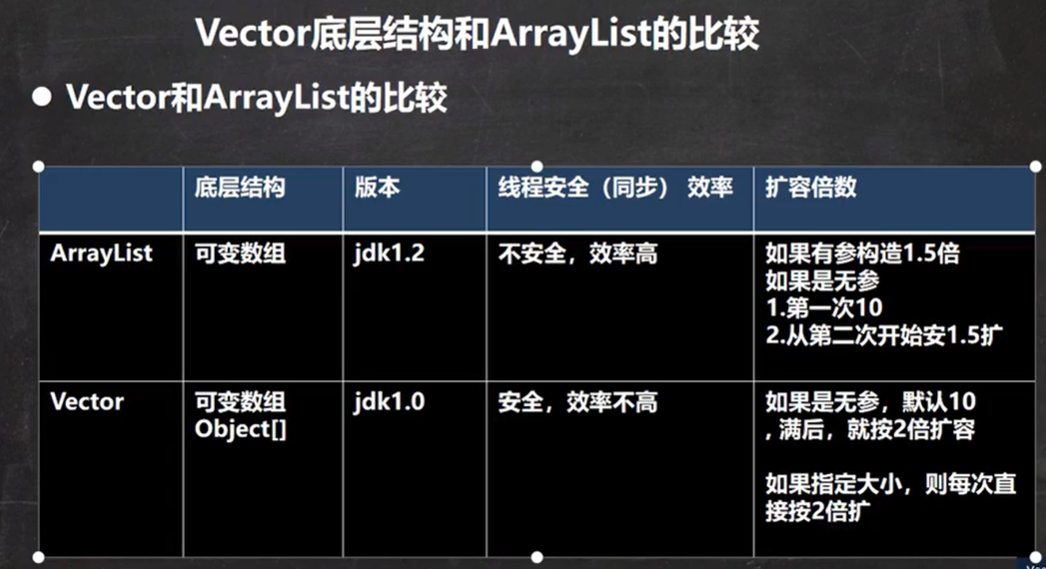 Vector底层结构和ArrayList的比较
Vector和ArrayList的比较
底层结构
版本
线程安全（同步） 效率
扩容倍数
ArrayList
可变数组
jdk1.2
不安全，效率高
如果有参构造1.5倍
如果是无参
1.第一次10
2.从第二次开始安1.5扩
Vector
可变数组
Object[]
jdk1.0
安全，效率不高
如果是无参，默认10
, 满后，就按2倍扩容
如果指定大小，则每次直
接按2倍扩